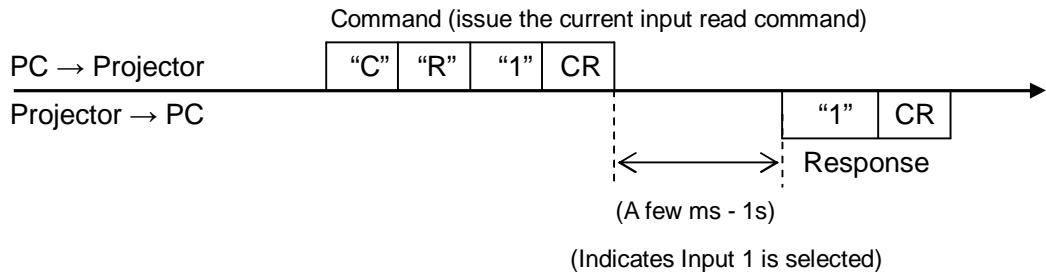 Command (issue the current input read command)
PC → Projector
“C” “R” “1” CR
Projector → PC
“1” CR
Response
(A few ms - 1s)
(Indicates Input 1 is selected)